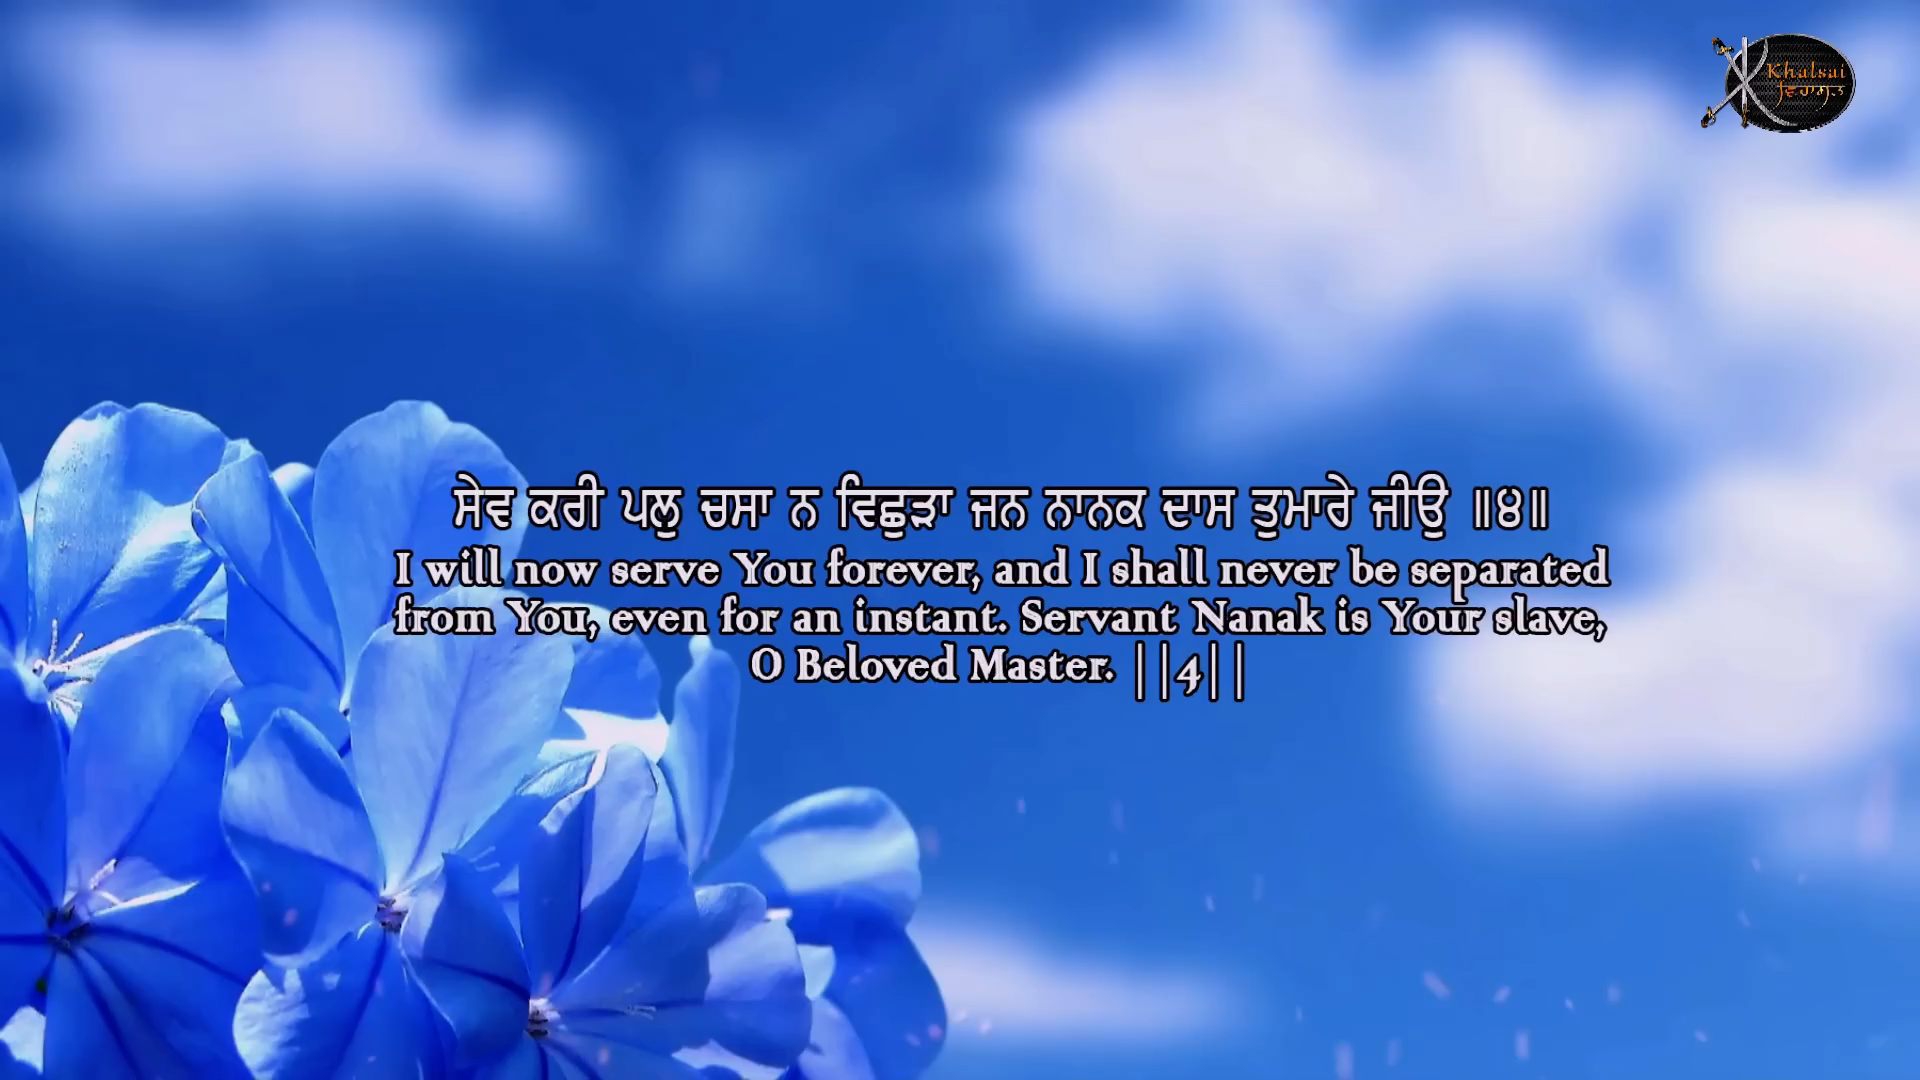 Khalsai
ਵਿਰਾਸਤ
ਸੇਵ ਕਰੀ ਪਲੁ ਚਸਾ ਨ ਵਿਛੁੜਾ ਜਨ ਨਾਨਕ ਦਾਸ ਤੁਮਾਰੇ ਜੀਉ ॥੪॥
I will now serve You forever, and I shall never be separated
from You, even for an instant. Servant Nanak is Your slave,
O Beloved Master. ||4||